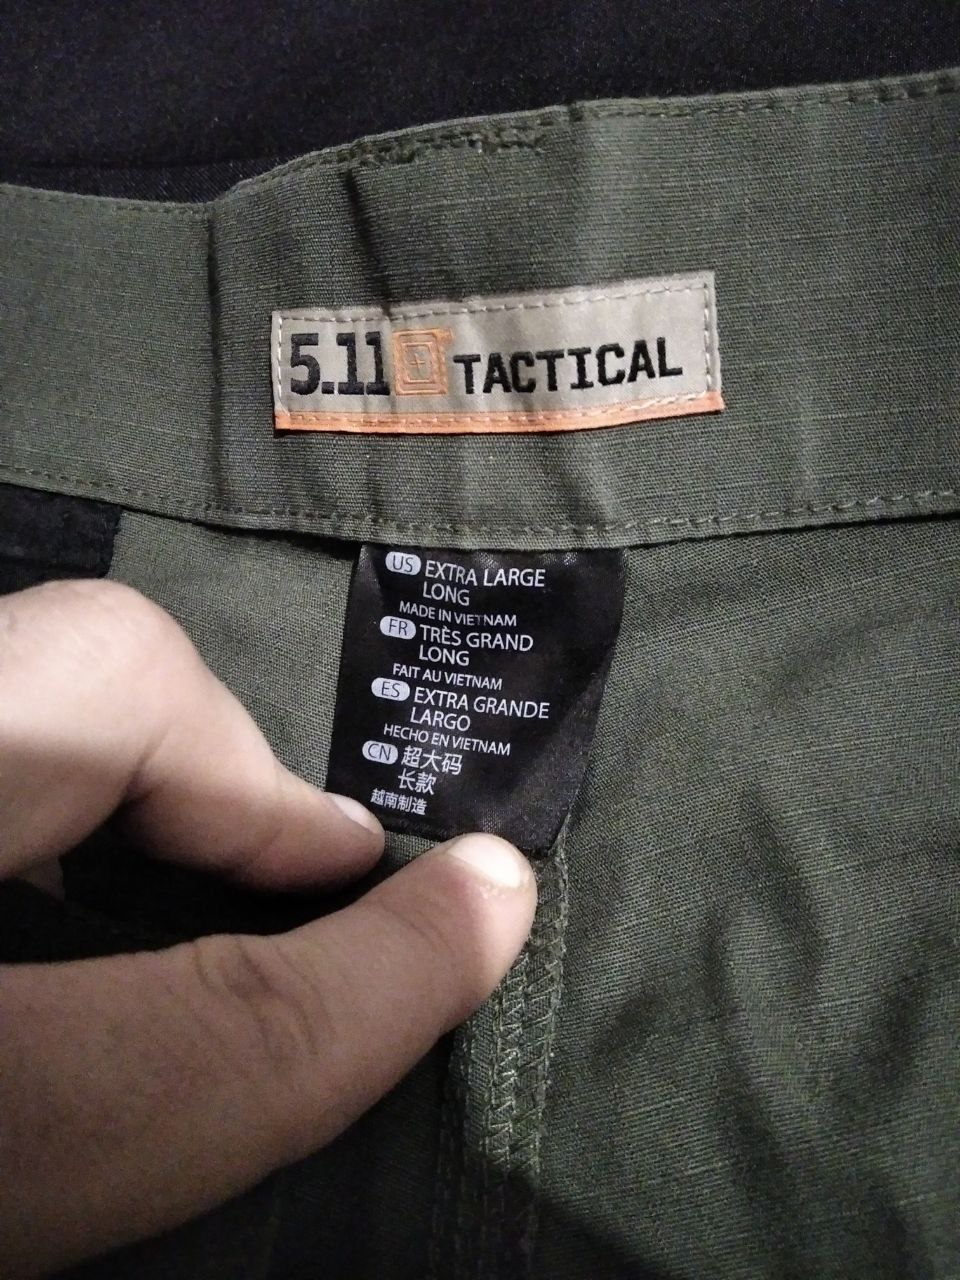 5.11 TACTICAL
US EXTRA LARGE
LONG
MADE IN VIETNAM
FR TRÈS GRAND
LONG
FAIT AU VIETNAM
ES EXTRA GRANDE
LARGO
HECHO EN VIETNAM
CN 超大码
长款
越南制造